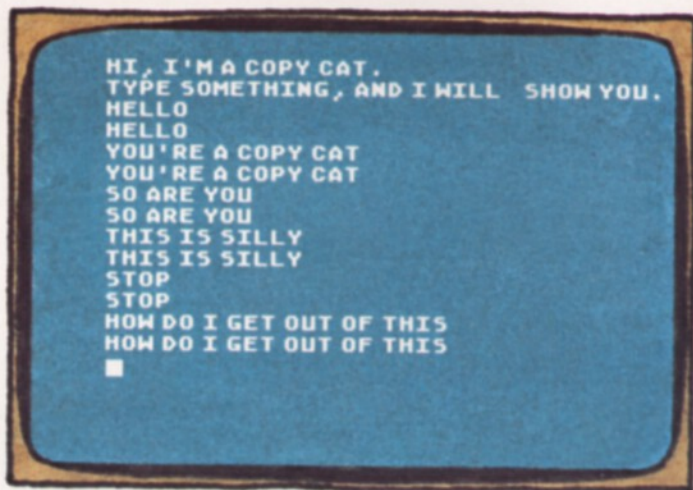 HI, I'M A COPY CAT.
TYPE SOMETHING, AND I WILL  SHOW YOU.
HELLO
HELLO
YOU'RE A COPY CAT
YOU'RE A COPY CAT
SO ARE YOU
SO ARE YOU
THIS IS SILLY
THIS IS SILLY
STOP
STOP
HOW DO I GET OUT OF THIS
HOW DO I GET OUT OF THIS